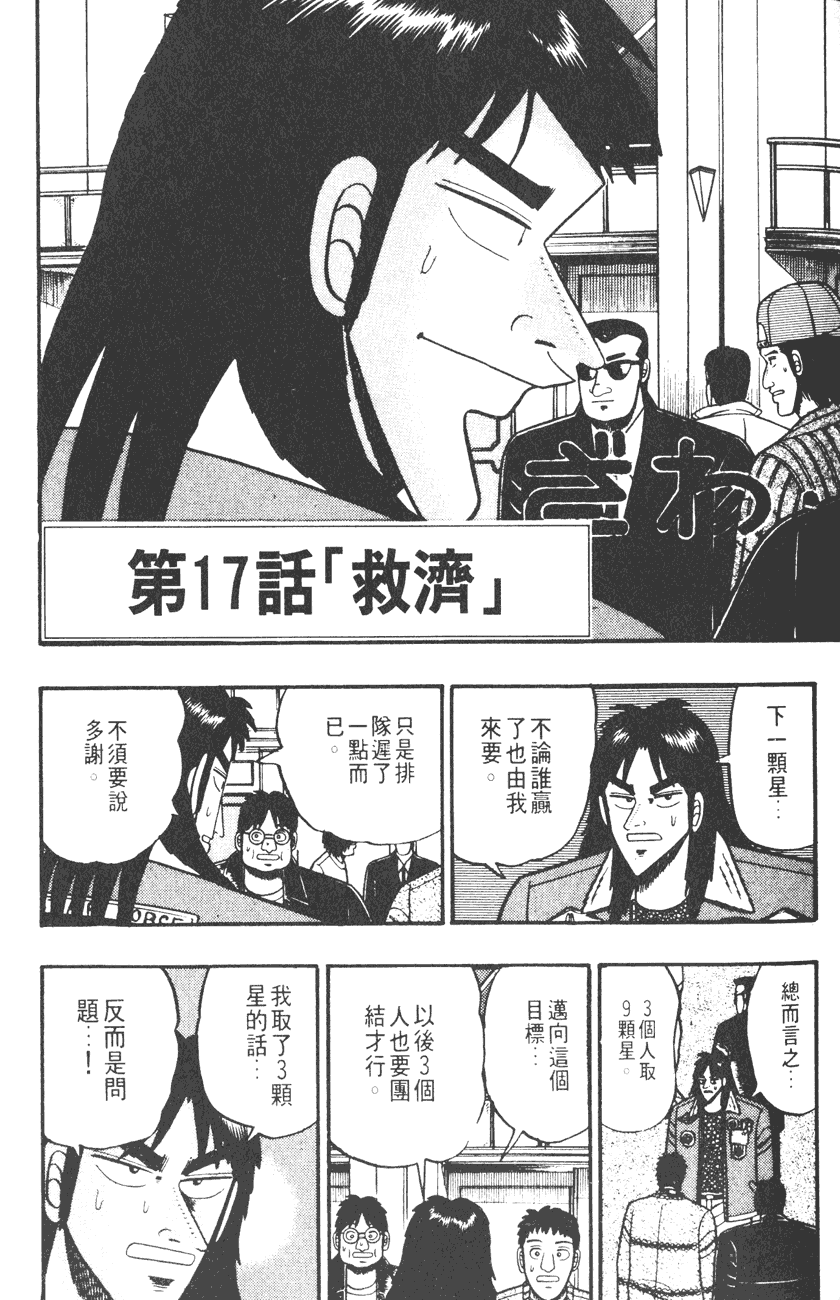 ざわ
第17話「救濟」
下一顆星…
不論誰贏
了也由我
來要。
只是排
隊遲了
一點而
已。
不須要說
多謝。
總而言之…
3個人取
9顆星。
邁向這個
目標…
以後3個
人也要團
結才行。
我取了3顆
星的話…
反而是問
題…！